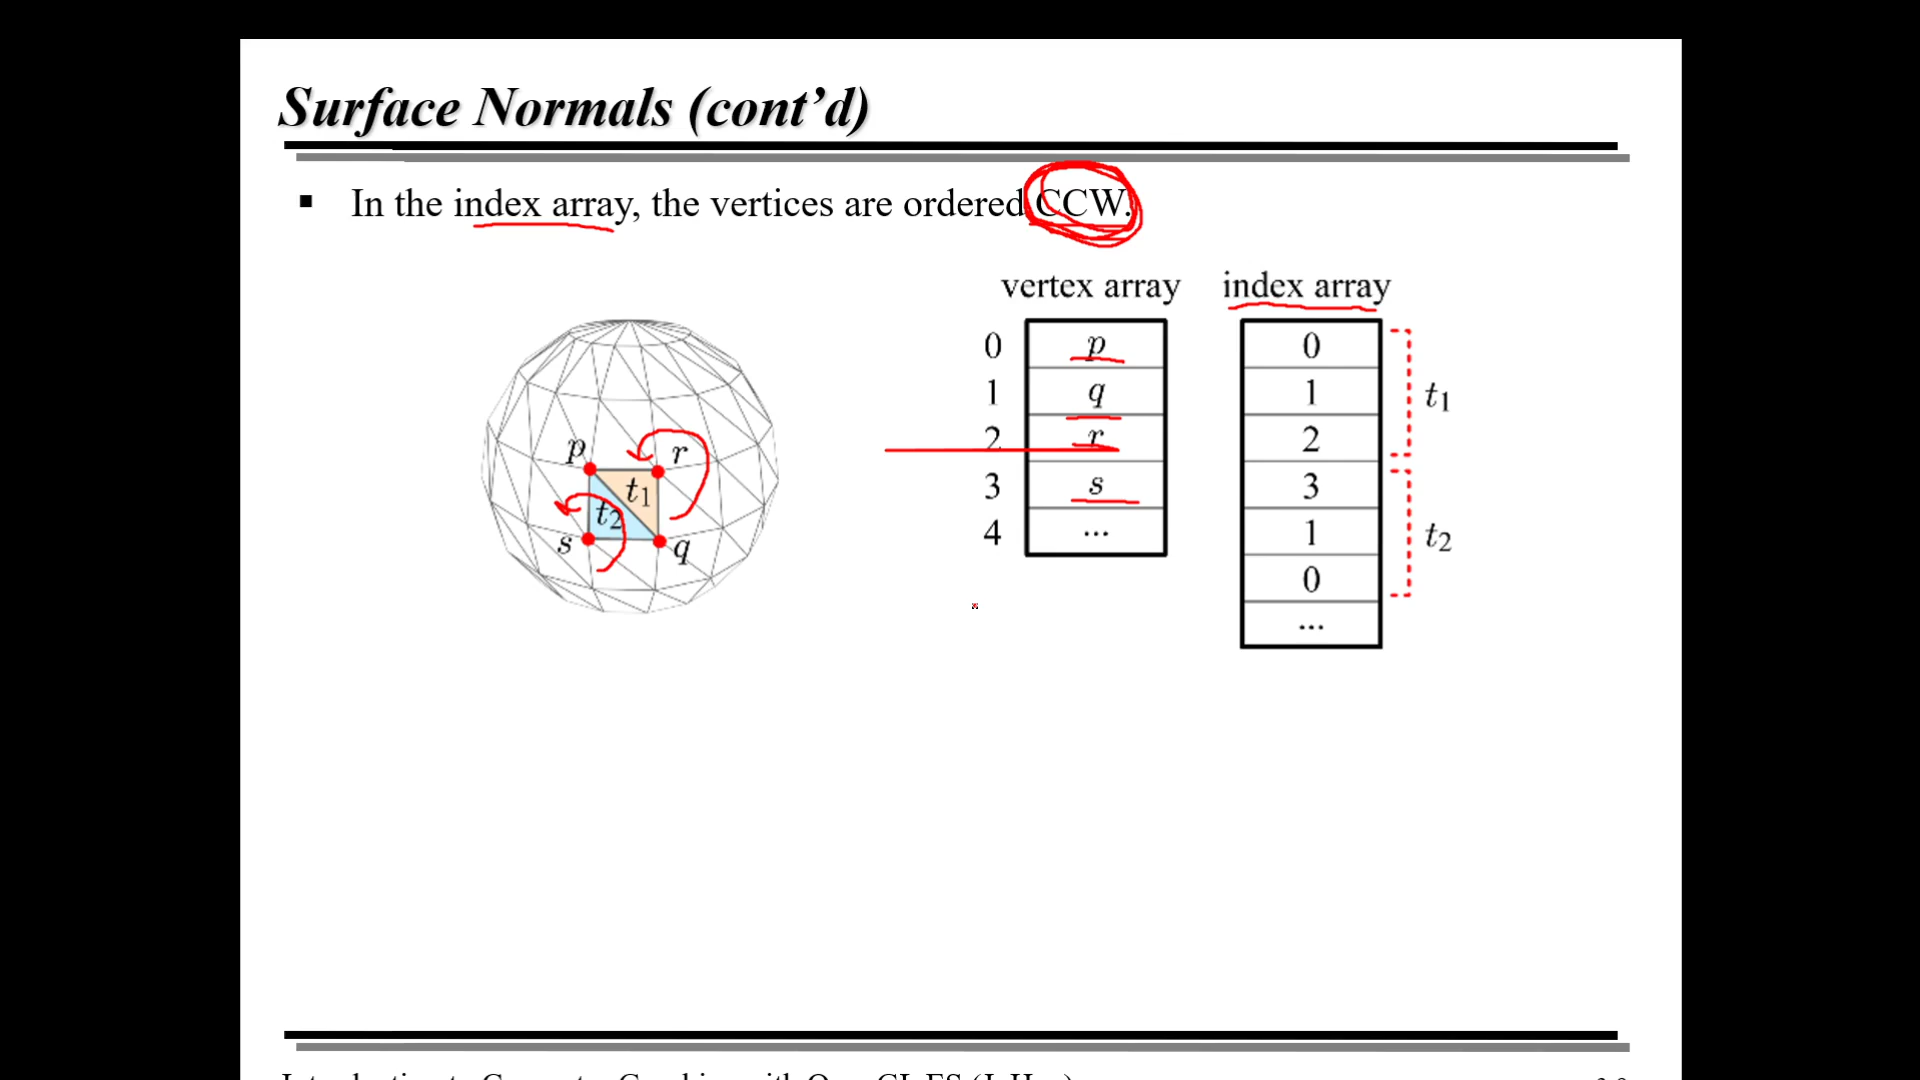 Surface Normals (cont’d)
▪ In the index array, the vertices are ordered CCW.
vertex array index array
0 p 0
1 q 1
2 r 2
3 s 3
4 ... 1
0
...
t1
t2
p
r
t1
t2
s
q